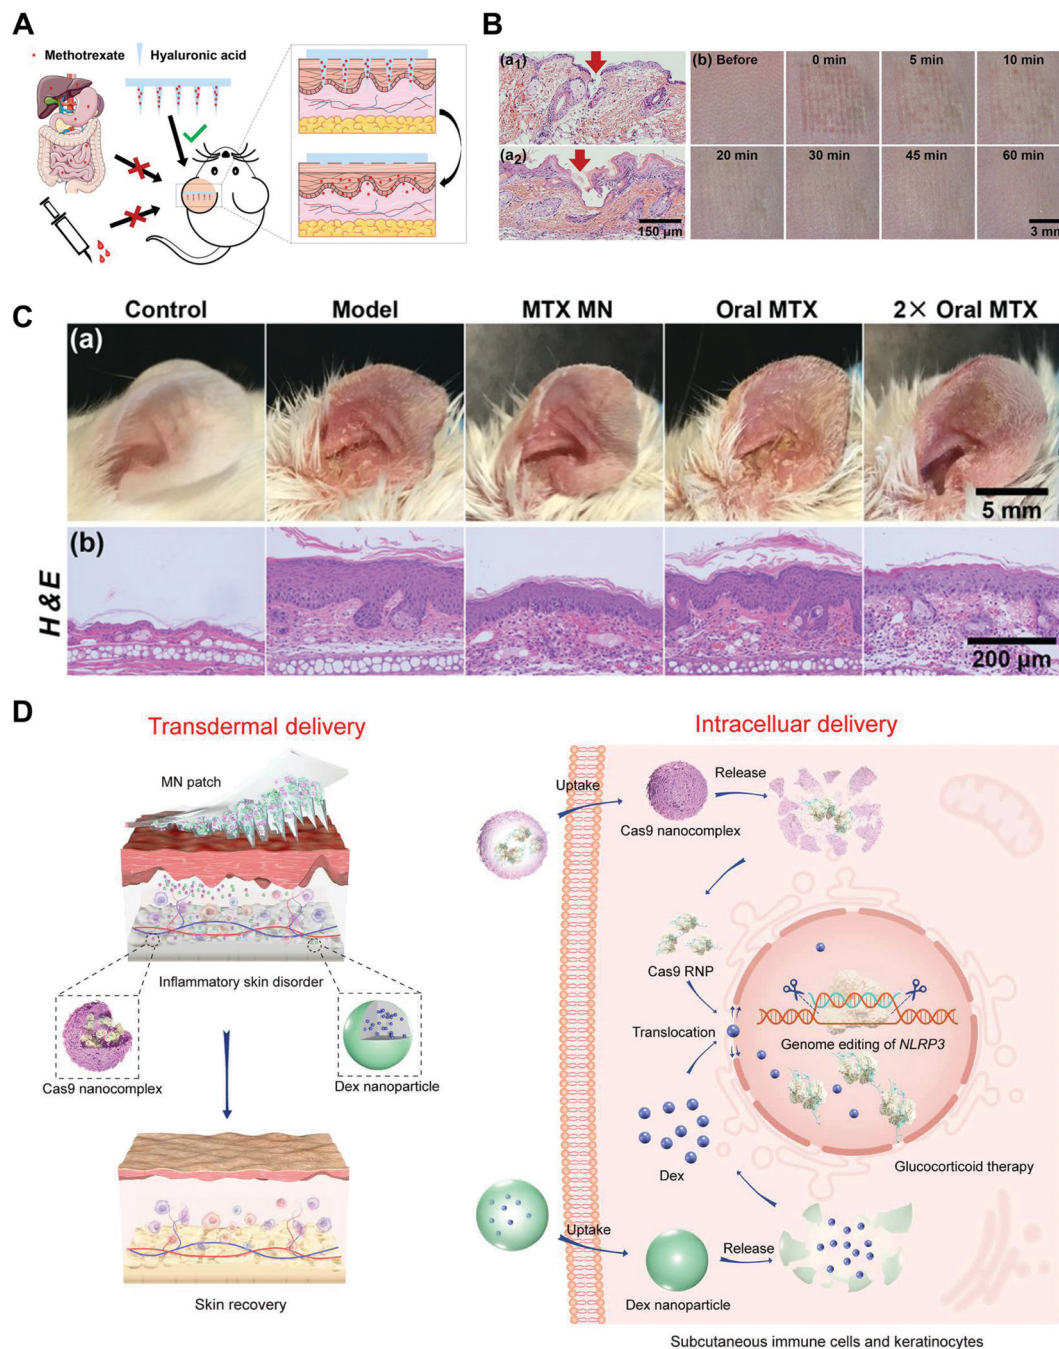 A
Methotrexate
Hyaluronic acid
B
(a₁)
(a₂)
150 µm
(b) Before
0 min
5 min
10 min
20 min
30 min
45 min
60 min
3 mm
C
Control
Model
MTX MN
Oral MTX
2× Oral MTX
(a)
5 mm
H&E
(b)
200 µm
D
Transdermal delivery
MN patch
Inflammatory skin disorder
Cas9 nanocomplex
Dex nanoparticle
Skin recovery
Intracelluar delivery
Uptake
Cas9 nanocomplex
Release
Cas9 RNP
Translocation
Genome editing of NLRP3
Dex
Glucocorticoid therapy
Uptake
Dex nanoparticle
Release
Subcutaneous immune cells and keratinocytes